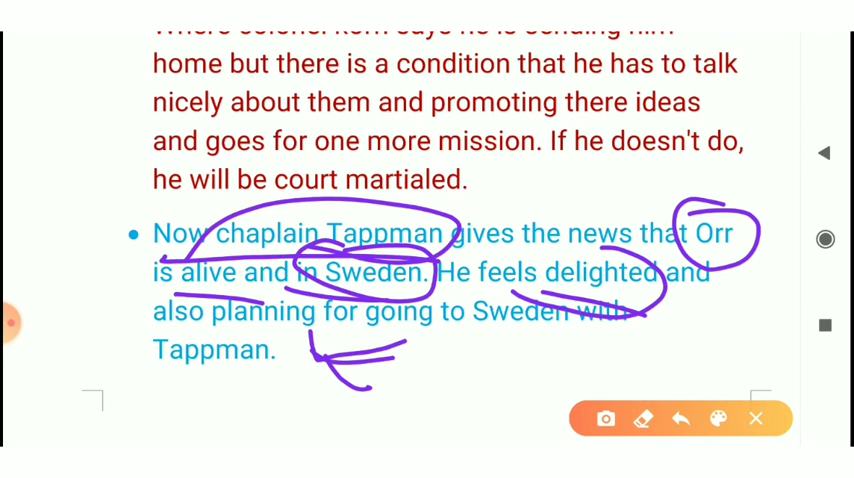 home but there is a condition that he has to talk
nicely about them and promoting there ideas
and goes for one more mission. If he doesn't do,
he will be court martialed.
• Now chaplain Tappman gives the news that Orr
is alive and in Sweden. He feels delighted and
also planning for going to Sweden with
Tappman.